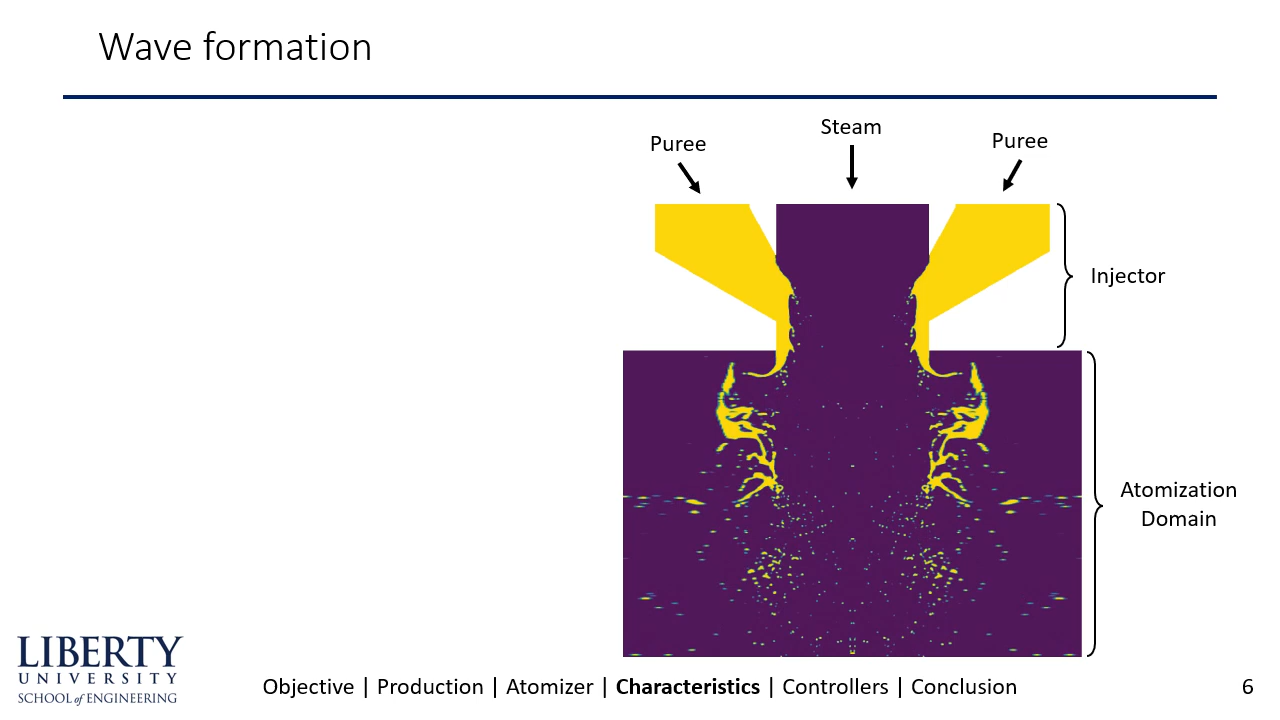 Wave formation
Steam
Puree
Puree
Injector
Atomization
Domain
LIBERTY
UNIVERSITY
SCHOOL of ENGINEERING
Objective | Production | Atomizer | Characteristics | Controllers | Conclusion
6